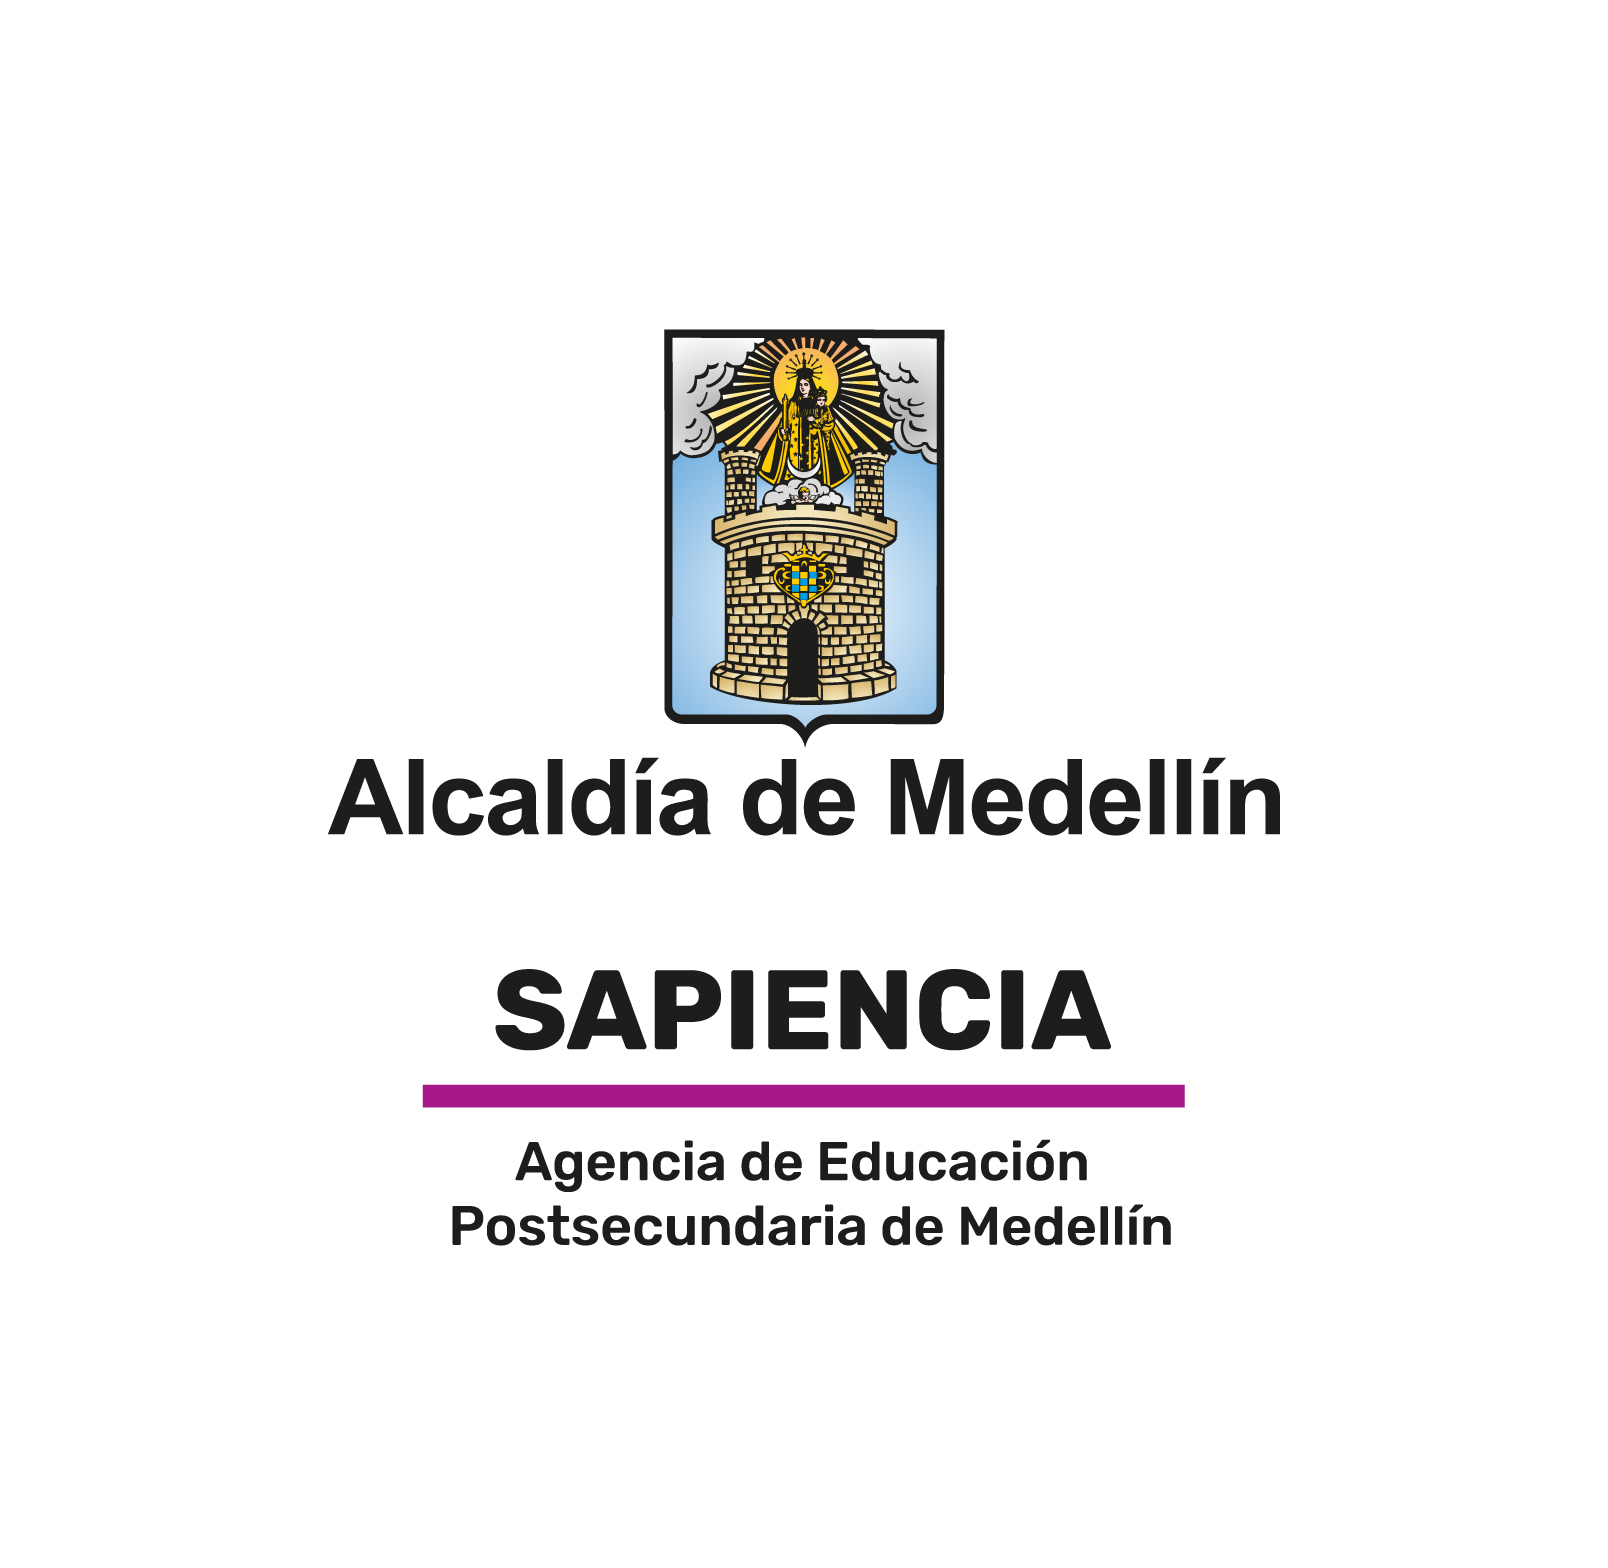 Alcaldía de Medellín
SAPIENCIA
Agencia de Educación
Postsecundaria de Medellín